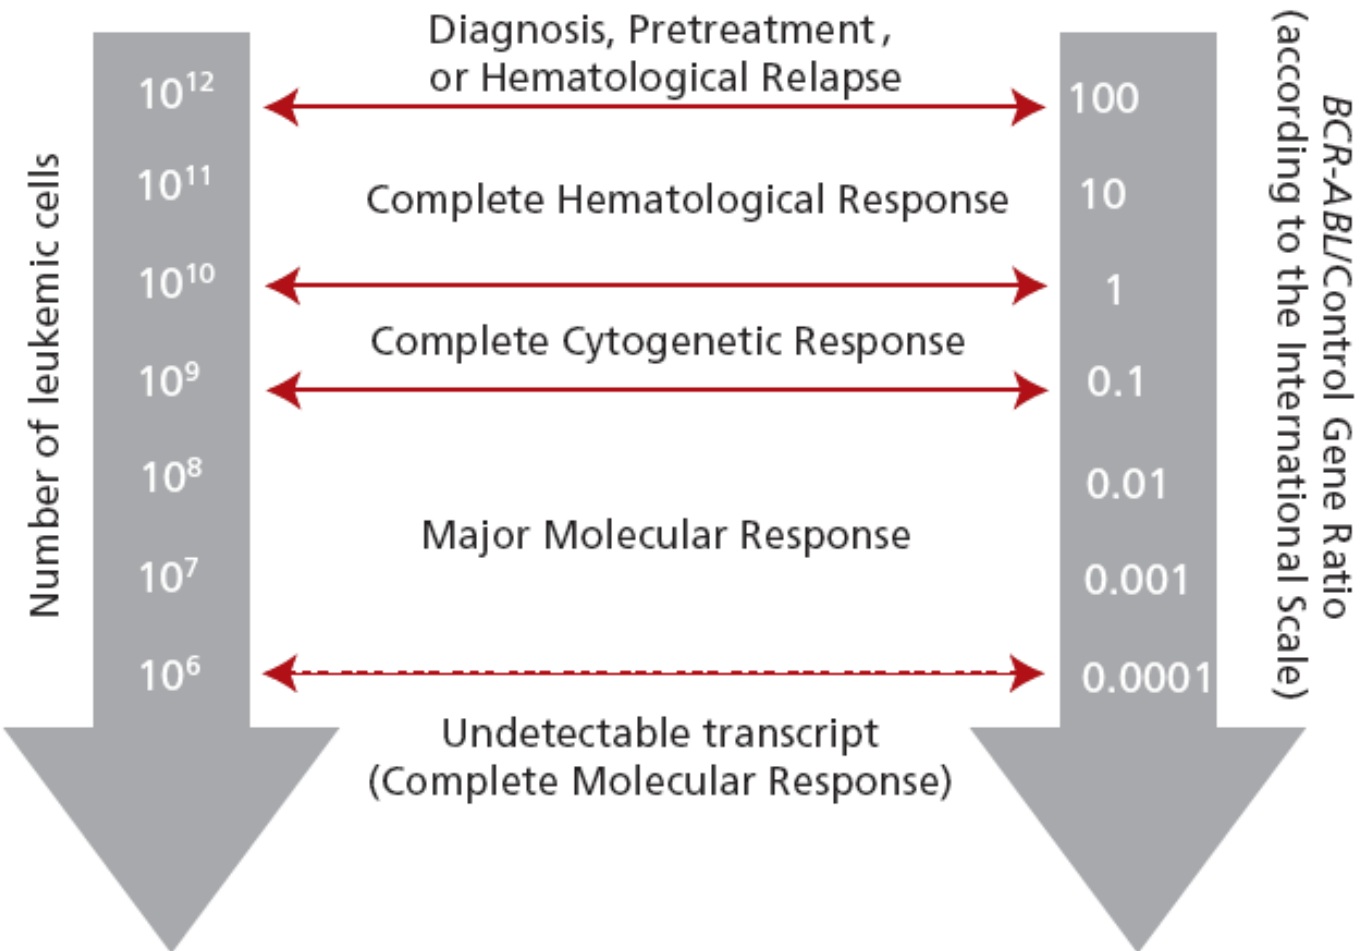 Diagnosis, Pretreatment,
or Hematological Relapse
10¹² 100
10¹¹ 10
Complete Hematological Response
10¹⁰ 1
Complete Cytogenetic Response
10⁹ 0.1
10⁸ 0.01
Major Molecular Response
10⁷ 0.001
10⁶ 0.0001
Undetectable transcript
(Complete Molecular Response)
Number of leukemic cells
BCR-ABL/Control Gene Ratio
(according to the International Scale)